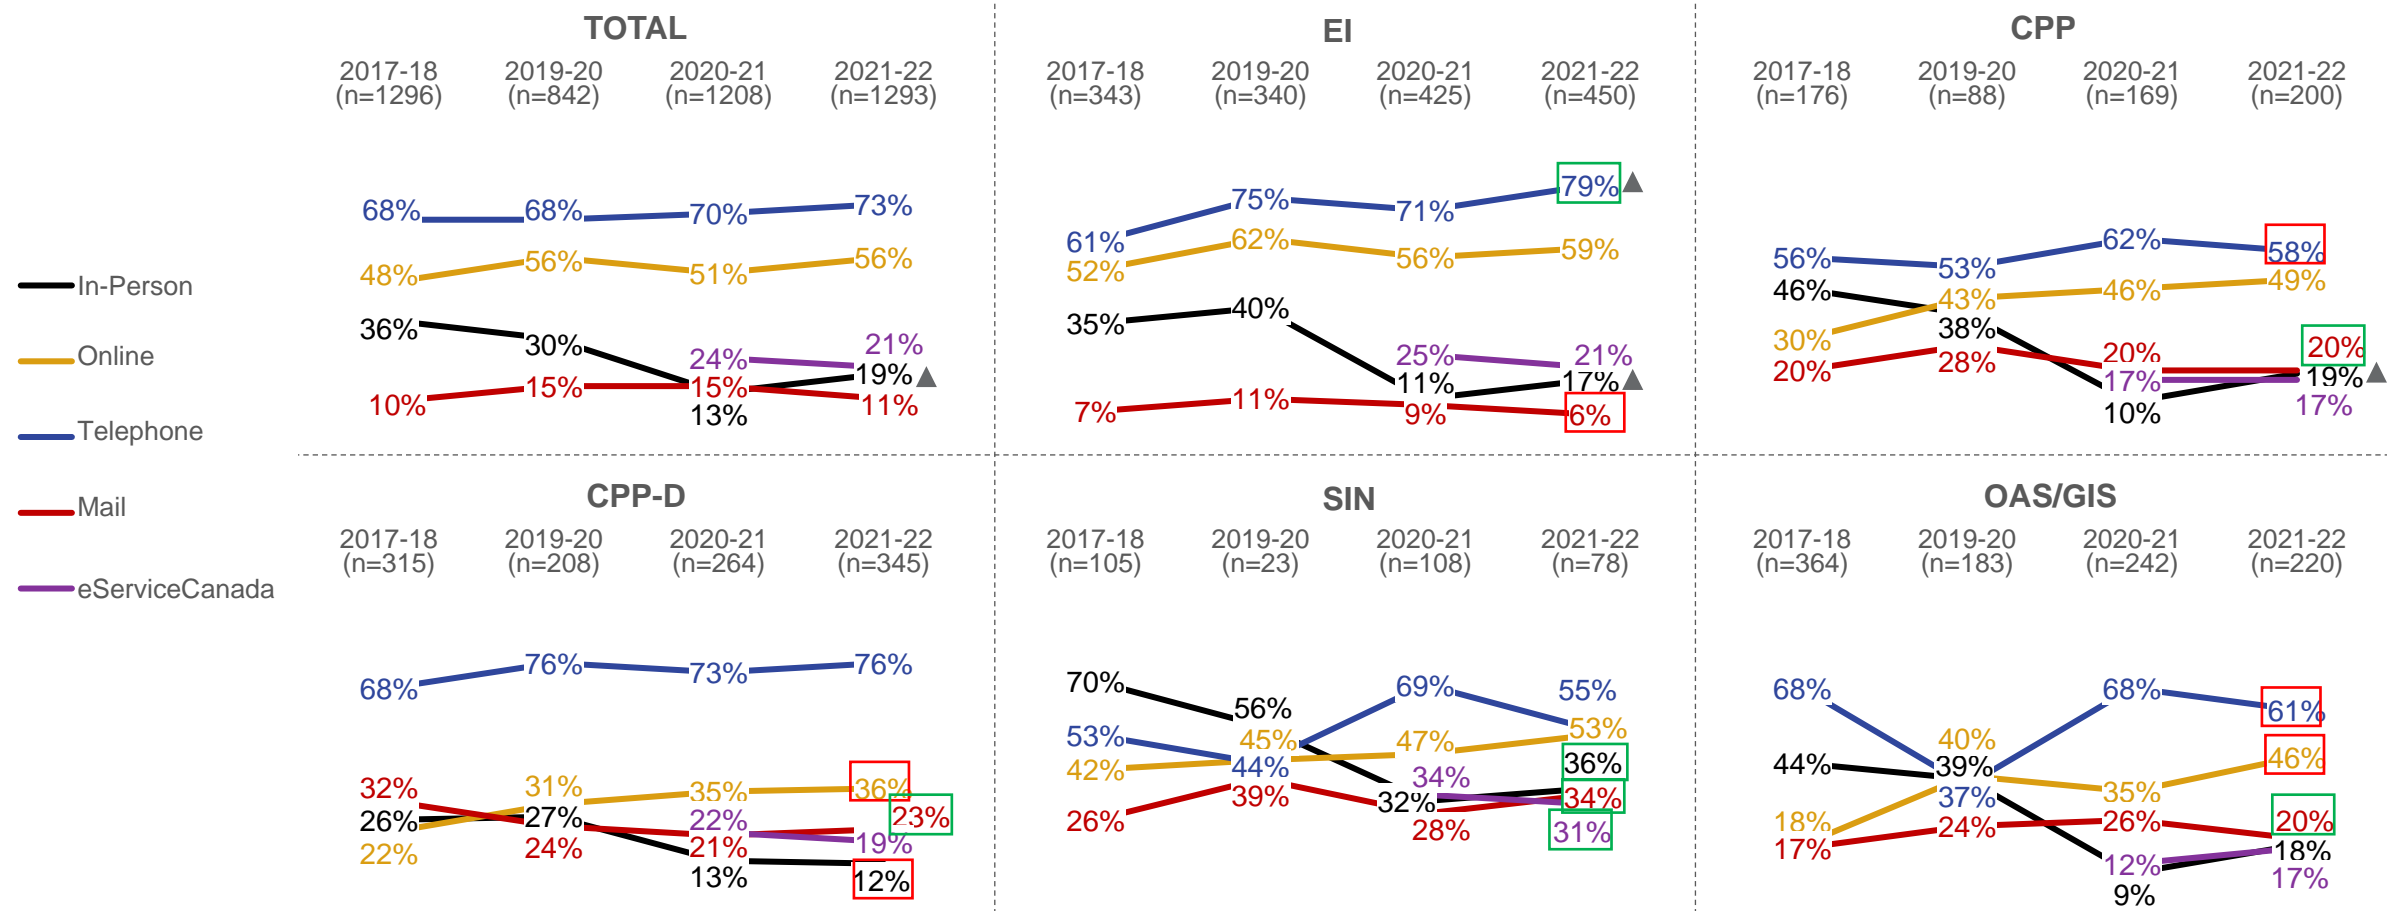 TOTAL
2017-18 2019-20 2020-21 2021-22
(n=1296) (n=842) (n=1208) (n=1293)
68% 68% 70% 73%
48% 56% 51% 56%
36% 30% 24% 21%
10% 15% 15% 19%
13% 11%
EI
2017-18 2019-20 2020-21 2021-22
(n=343) (n=340) (n=425) (n=450)
61% 75% 71% 79%
52% 62% 56% 59%
35% 40% 25% 21%
11% 17%
7% 11% 9% 6%
CPP
2017-18 2019-20 2020-21 2021-22
(n=176) (n=88) (n=169) (n=200)
56% 53% 62% 58%
46% 43% 46% 49%
30% 38% 20% 20%
20% 28% 17% 19%
10% 17%
In-Person
Online
Telephone
Mail
eServiceCanada
CPP-D
2017-18 2019-20 2020-21 2021-22
(n=315) (n=208) (n=264) (n=345)
68% 76% 73% 76%
32% 31% 35% 36%
26% 27% 22% 23%
22% 24% 21% 19%
13% 12%
SIN
2017-18 2019-20 2020-21 2021-22
(n=105) (n=23) (n=108) (n=78)
70% 56% 69% 55%
53% 45% 47% 53%
42% 44% 34% 36%
26% 39% 32% 34%
28% 31%
OAS/GIS
2017-18 2019-20 2020-21 2021-22
(n=364) (n=183) (n=242) (n=220)
68% 40% 68% 61%
44% 39% 35% 46%
18% 37% 26% 20%
17% 24% 12% 18%
9% 17%